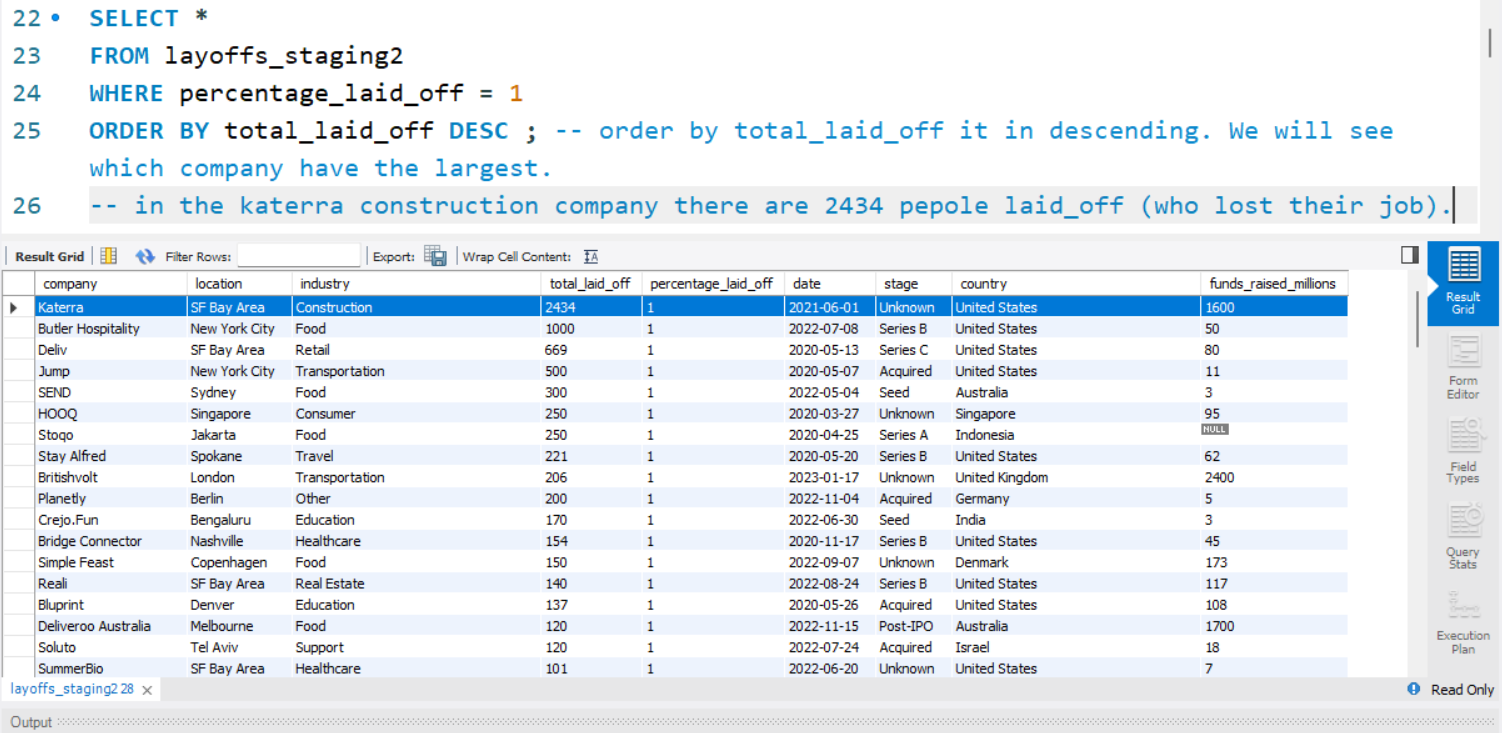 22 SELECT *
23 FROM layoffs_staging2
24 WHERE percentage_laid_off = 1
25 ORDER BY total_laid_off DESC ; -- order by total_laid_off it in descending. We will see
which company have the largest.
26 -- in the katerra construction company there are 2434 pepole laid_off (who lost their job).
Result Grid Filter Rows: Export: Wrap Cell Content: IA
company location industry total_laid_off percentage_laid_off date stage country funds_raised_millions
Katerra SF Bay Area Construction 2434 1 2021-06-01 Unknown United States 1600
Butler Hospitality New York City Food 1000 1 2022-07-08 Series B United States 50
Deliv SF Bay Area Retail 669 1 2020-05-13 Series C United States 80
Jump New York City Transportation 500 1 2020-05-07 Acquired United States 11
SEND Sydney Food 300 1 2022-05-04 Seed Australia 3
HOOQ Singapore Consumer 250 1 2020-03-27 Unknown Singapore 95
Stoqo Jakarta Food 250 1 2020-04-25 Series A Indonesia NULL
Stay Alfred Spokane Travel 221 1 2020-05-20 Series B United States 62
Britishvolt London Transportation 206 1 2023-01-17 Unknown United Kingdom 2400
Planetly Berlin Other 200 1 2022-11-04 Acquired Germany 5
Crejo.Fun Bengaluru Education 170 1 2022-06-30 Seed India 3
Bridge Connector Nashville Healthcare 154 1 2020-11-17 Series B United States 45
Simple Feast Copenhagen Food 150 1 2022-09-07 Unknown Denmark 173
Reali SF Bay Area Real Estate 140 1 2022-08-24 Series B United States 117
Bluprint Denver Education 137 1 2020-05-26 Acquired United States 108
Deliveroo Australia Melbourne Food 120 1 2022-11-15 Post-IPO Australia 1700
Soluto Tel Aviv Support 120 1 2022-07-24 Acquired Israel 18
SummerBio SF Bay Area Healthcare 101 1 2022-06-20 Unknown United States 7
Result
Grid
Form
Editor
Field
Types
Query
Stats
Execution
Plan
layoffs_staging2 28 Read Only
Output